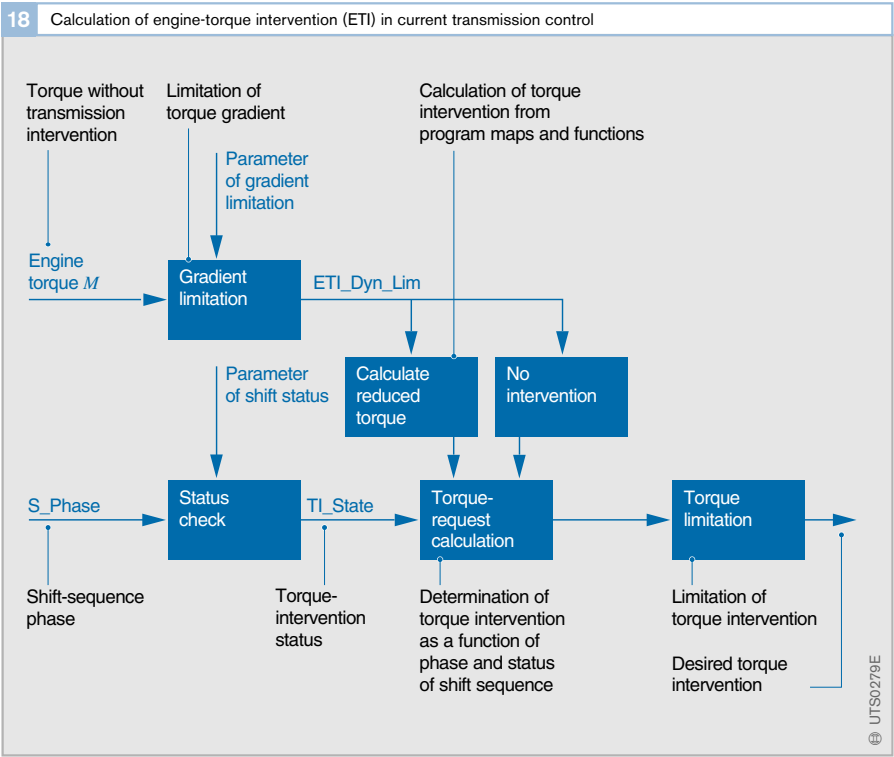 18 Calculation of engine-torque intervention (ETI) in current transmission control
Torque without
transmission
intervention
Limitation of
torque gradient
Calculation of torque
intervention from
program maps and functions
Parameter
of gradient
limitation
Engine
torque M
Gradient
limitation
ETI_Dyn_Lim
Parameter
of shift status
Calculate
reduced
torque
No
intervention
S_Phase
Status
check
TI_State
Torque-
request
calculation
Torque
limitation
Shift-sequence
phase
Torque-
intervention
status
Determination of
torque intervention
as a function of
phase and status
of shift sequence
Limitation of
torque intervention
Desired torque
intervention
UTS0279E